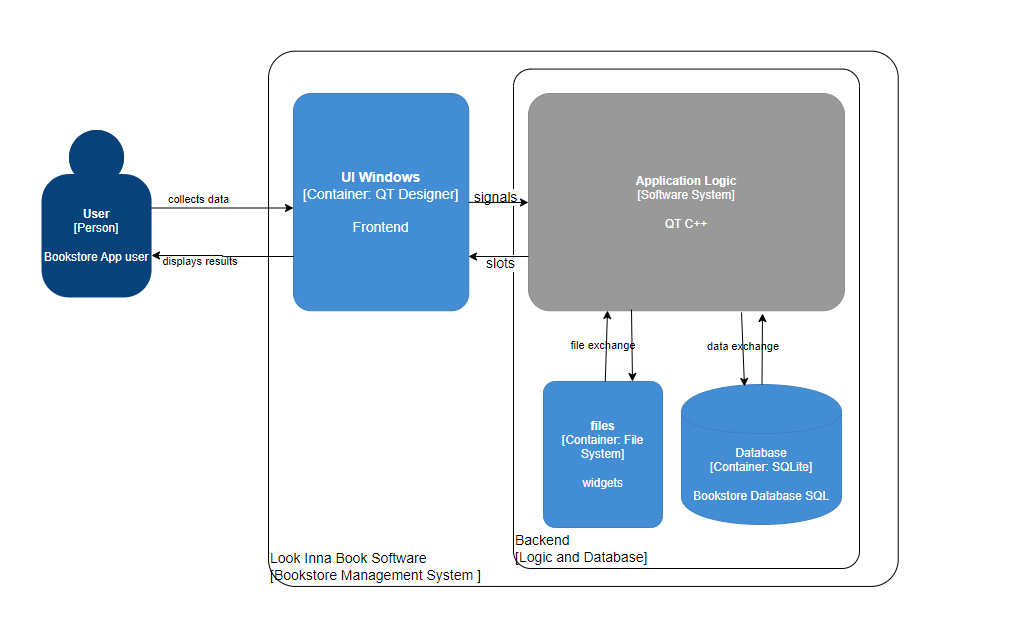 User
[Person]
Bookstore App user
collects data
displays results
UI Windows
[Container: QT Designer]
Frontend
signals
slots
Application Logic
[Software System]
QT C++
file exchange
data exchange
files
[Container: File
System]
widgets
Database
[Container: SQLite]
Bookstore Database SQL
Backend
[Logic and Database]
Look Inna Book Software
[Bookstore Management System ]